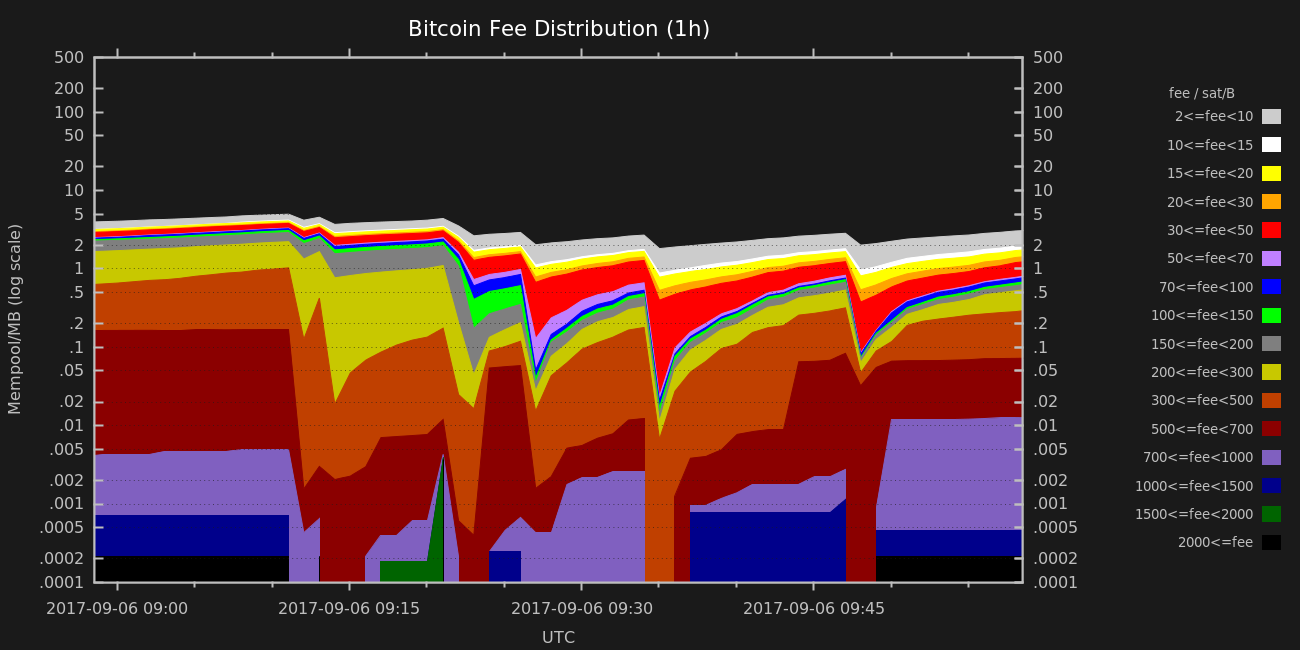 Bitcoin Fee Distribution (1h)
500 500
200 200
100 100
50 50
20 20
10 10
5 5
2 2
1 1
.5 .5
.2 .2
.1 .1
.05 .05
.02 .02
.01 .01
.005 .005
.002 .002
.001 .001
.0005 .0005
.0002 .0002
.0001 .0001
Mempool/MB (log scale)
2017-09-06 09:00 2017-09-06 09:15 2017-09-06 09:30 2017-09-06 09:45
UTC
fee / sat/B
2<=fee<10
10<=fee<15
15<=fee<20
20<=fee<30
30<=fee<50
50<=fee<70
70<=fee<100
100<=fee<150
150<=fee<200
200<=fee<300
300<=fee<500
500<=fee<700
700<=fee<1000
1000<=fee<1500
1500<=fee<2000
2000<=fee